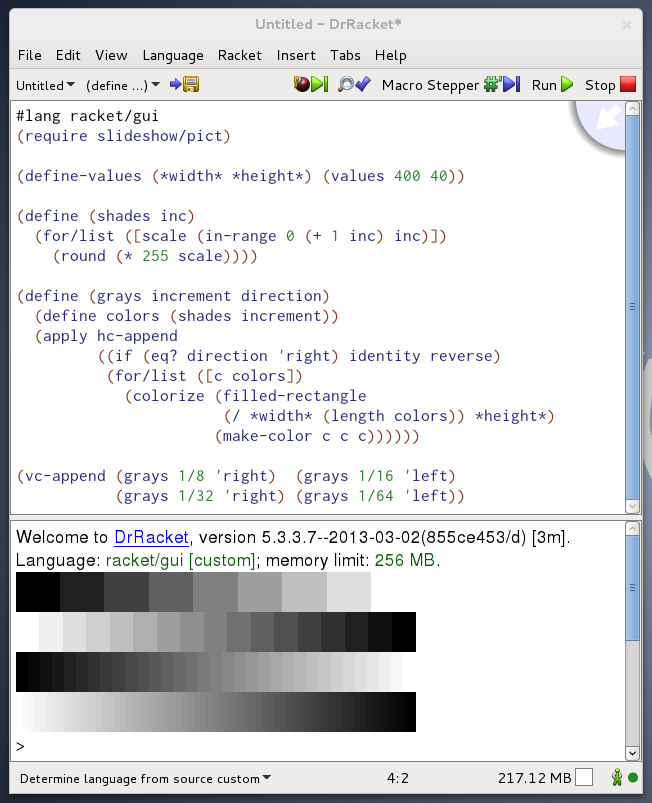 Untitled - DrRacket*
File Edit View Language Racket Insert Tabs Help
Untitled (define ...) Macro Stepper Run Stop
#lang racket/gui
(require slideshow/pict)
(define-values (*width* *height*) (values 400 40))
(define (shades inc)
  (for/list ([scale (in-range 0 (+ 1 inc) inc)])
    (round (* 255 scale))))
(define (grays increment direction)
  (define colors (shades increment))
  (apply hc-append
         ((if (eq? direction 'right) identity reverse)
          (for/list ([c colors])
            (colorize (filled-rectangle
                       (/ *width* (length colors)) *height*)
                      (make-color c c c))))))
(vc-append (grays 1/8 'right)  (grays 1/16 'left)
           (grays 1/32 'right) (grays 1/64 'left))
Welcome to DrRacket, version 5.3.3.7--2013-03-02(855ce453/d) [3m].
Language: racket/gui [custom]; memory limit: 256 MB.
>
Determine language from source custom 4:2 217.12 MB